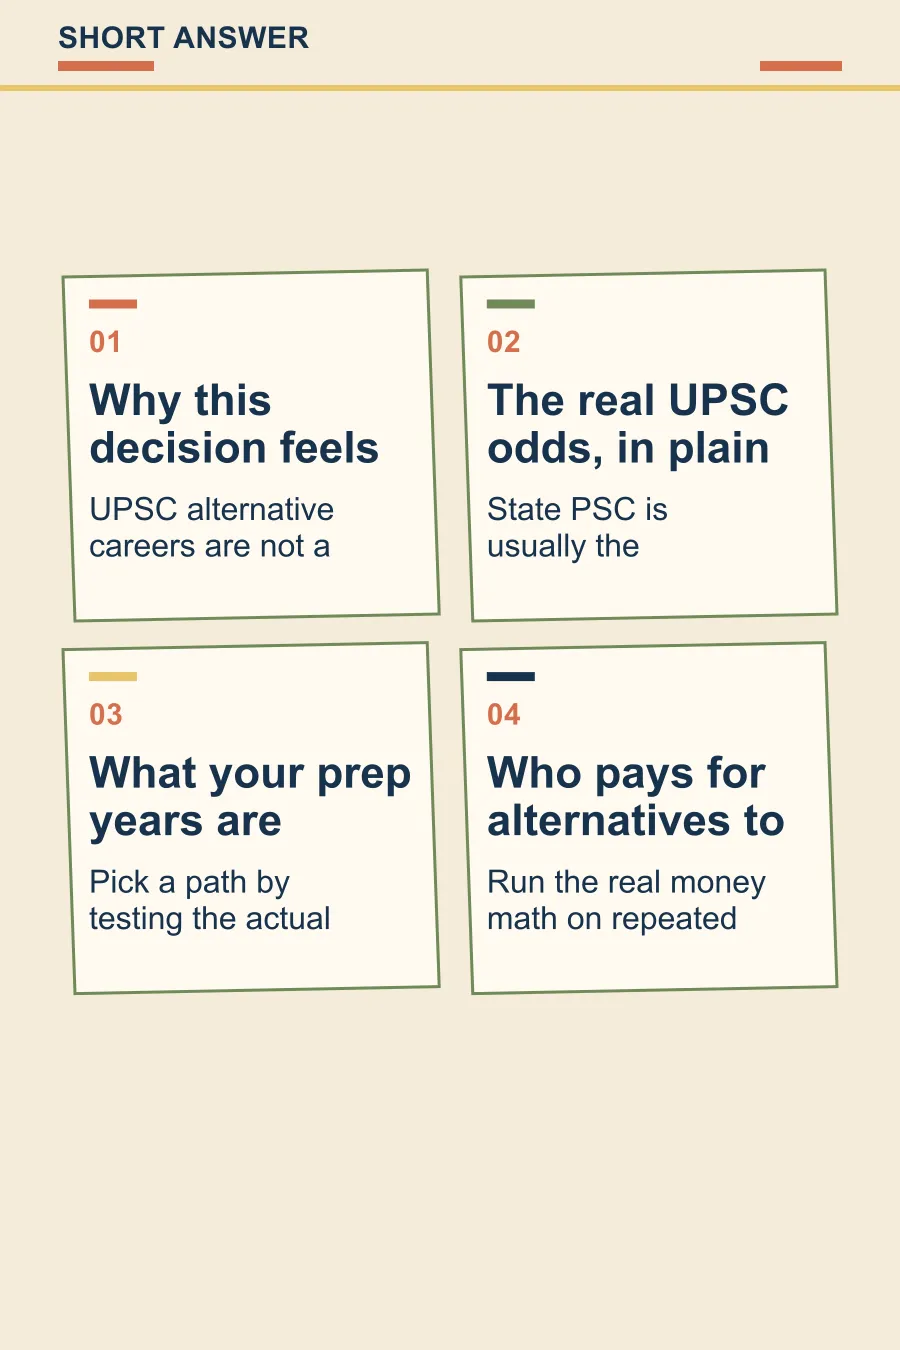 SHORT ANSWER
01
Why this
decision feels
UPSC alternative
careers are not a
02
The real UPSC
odds, in plain
State PSC is
usually the
03
What your prep
years are
Pick a path by
testing the actual
04
Who pays for
alternatives to
Run the real money
math on repeated